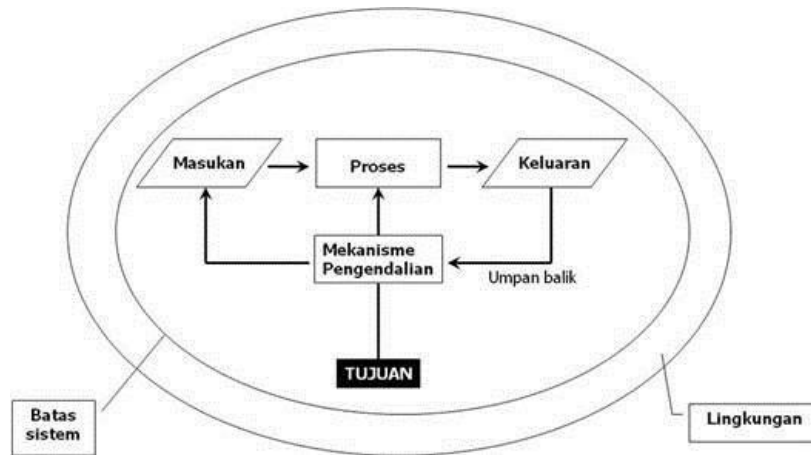 Masukan
Proses
Keluaran
Mekanisme
Pengendalian
Umpan balik
TUJUAN
Batas
sistem
Lingkungan